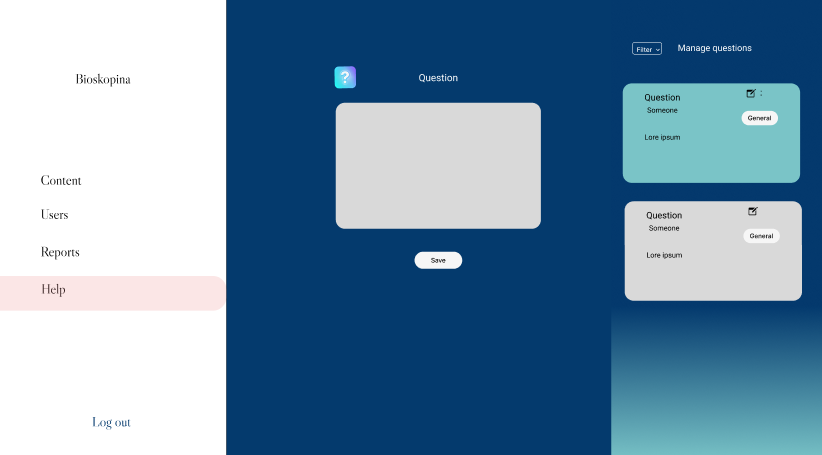 Bioskopina
Content
Users
Reports
Help
Log out
?
Question
Save
Filter
Manage questions
Question
Someone
General
Lore ipsum
Question
Someone
General
Lore ipsum